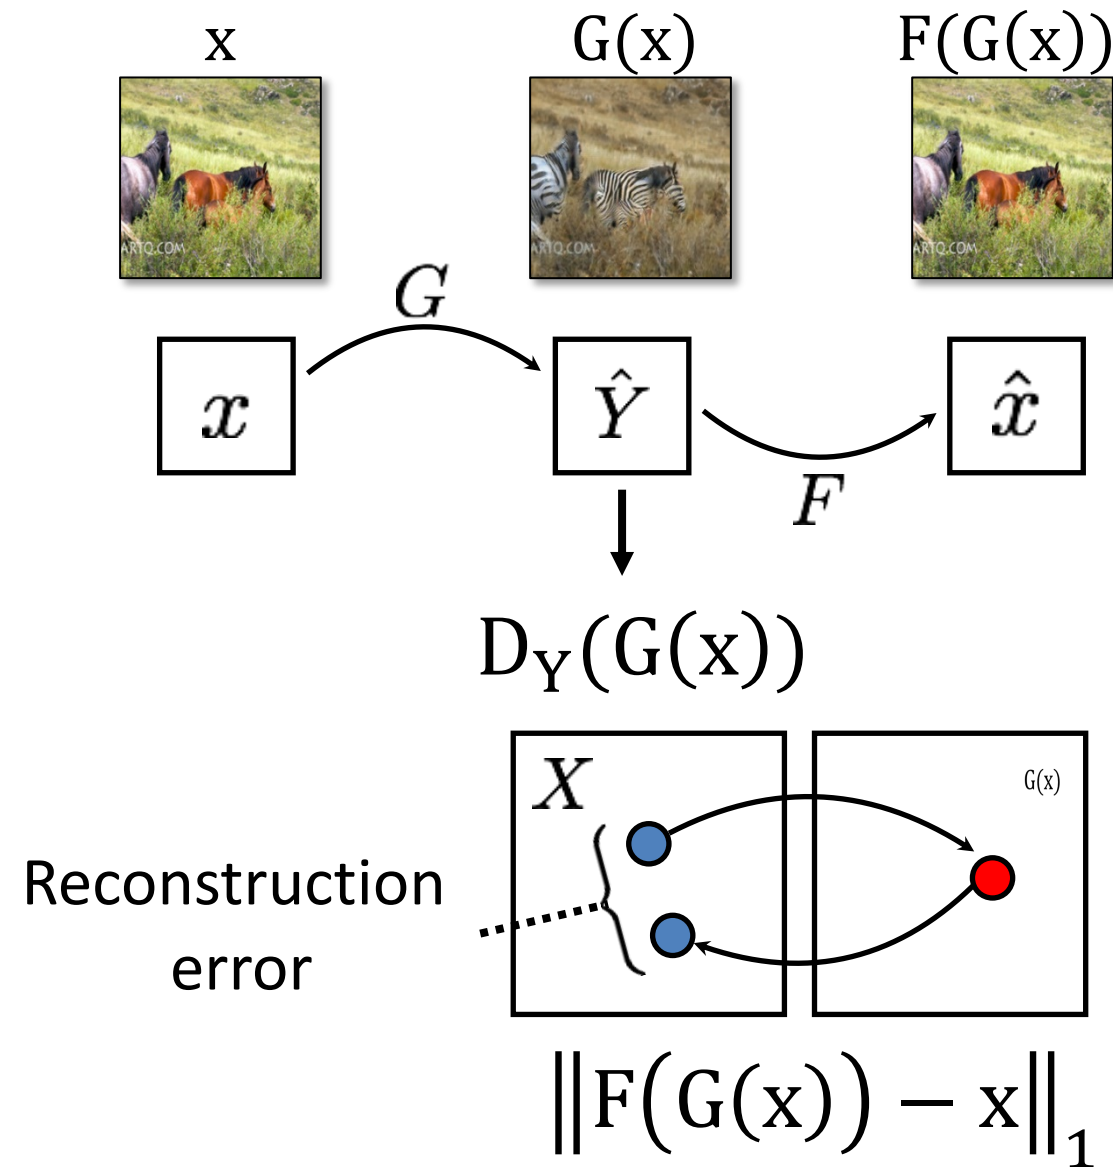 x G(x) F(G(x))
ARTQ.COM ARTQ.COM ARTQ.COM
G
x Ŷ x̂
F
D_Y(G(x))
X G(x)
Reconstruction
error
‖F(G(x)) − x‖₁